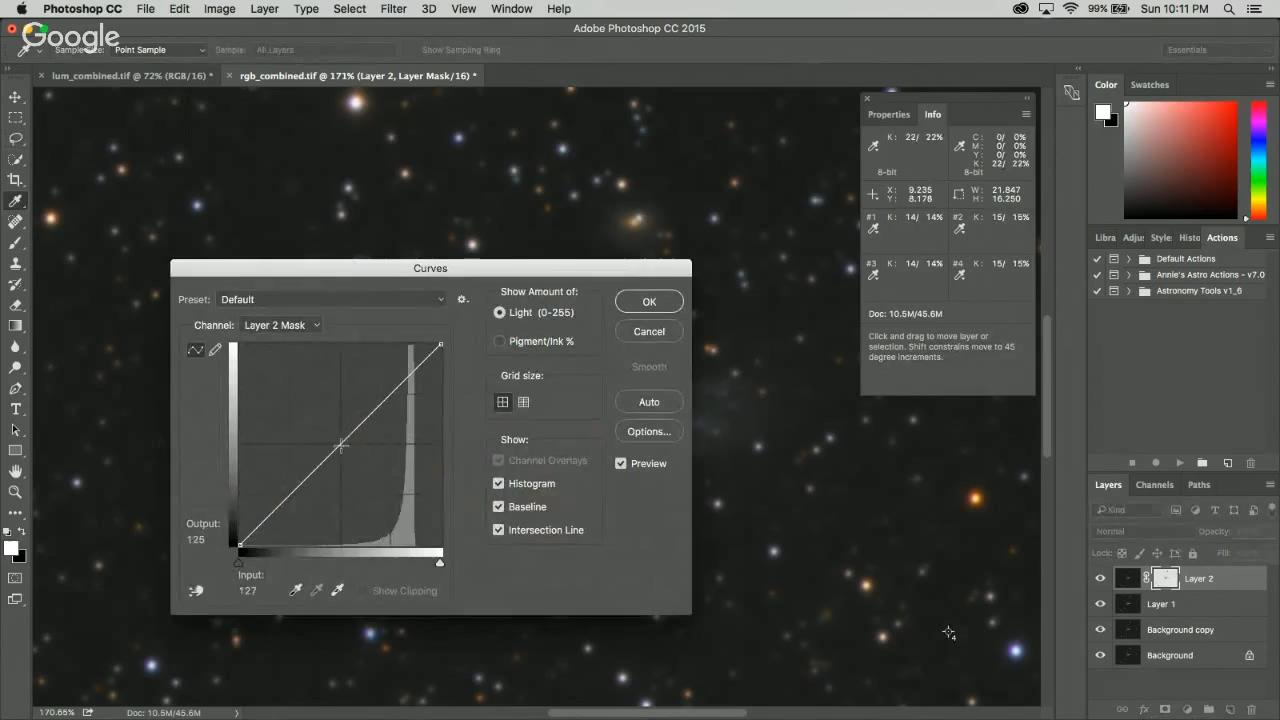 Photoshop CC File Edit Image Layer Type Select Filter 3D View Window Help 99% SUN 10:11 PM
Google
Adobe Photoshop CC 2015
Sample Size: Point Sample Sample: All Layers Show Sampling Ring Essentials
lum_combined.tif @ 72% (RGB/16) * rgb_combined.tif @ 171% (Layer 2, Layer Mask/16) *
Color Swatches
Properties Info
K: 22/ 22% C: 0/ 0%
M: 0/ 0%
Y: 0/ 0%
K: 22/ 22%
8-bit 8-bit
X: 9.235 W: 21.847
Y: 8.178 H: 16.250
#1 K: 14/ 14% #2 K: 15/ 15%
#3 K: 14/ 14% #4 K: 15/ 15%
Doc: 10.5M/45.6M
Click and drag to move layer or
selection. Shift constrains move to 45
degree increments.
Libra Adju Style Histo Actions
Default Actions
Annie's Astro Actions - v7.0
Astronomy Tools v1_6
Curves
Preset: Default
Channel: Layer 2 Mask
Output:
125
Input:
127
Show Clipping
Show Amount of:
Light (0-255)
Pigment/Ink %
Grid size:
Show:
Channel Overlays
Histogram
Baseline
Intersection Line
OK
Cancel
Smooth
Auto
Options...
Preview
Layers Channels Paths
Kind
Normal Opacity:
Lock: Fill:
Layer 2
Layer 1
Background copy
Background
170.65% Doc: 10.5M/45.6M